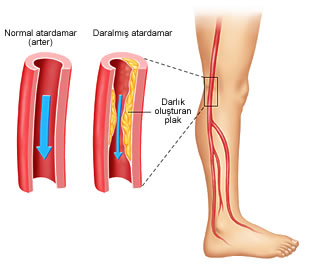 Normal atardamar
(arter)
Daralmış atardamar
Darlık
oluşturan
plak